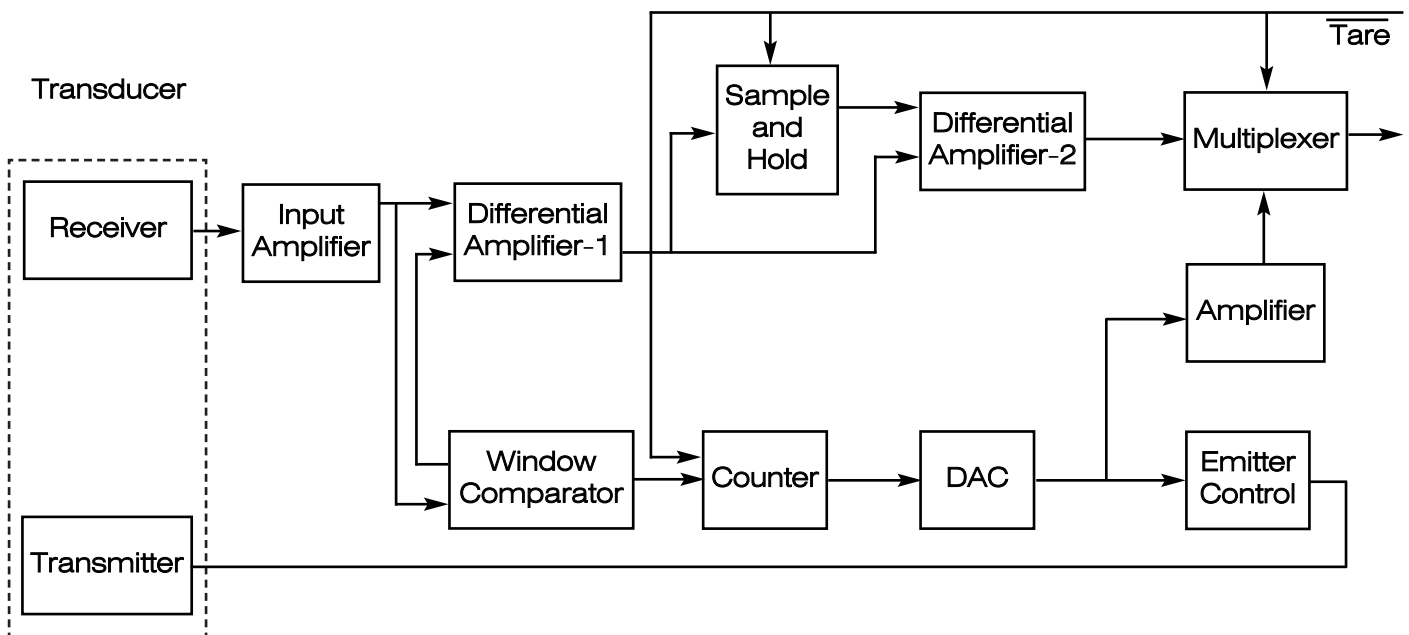 Tare
Transducer
Sample
and
Hold
Differential
Amplifier-2
Multiplexer
Receiver
Input
Amplifier
Differential
Amplifier-1
Amplifier
Window
Comparator
Counter
DAC
Emitter
Control
Transmitter